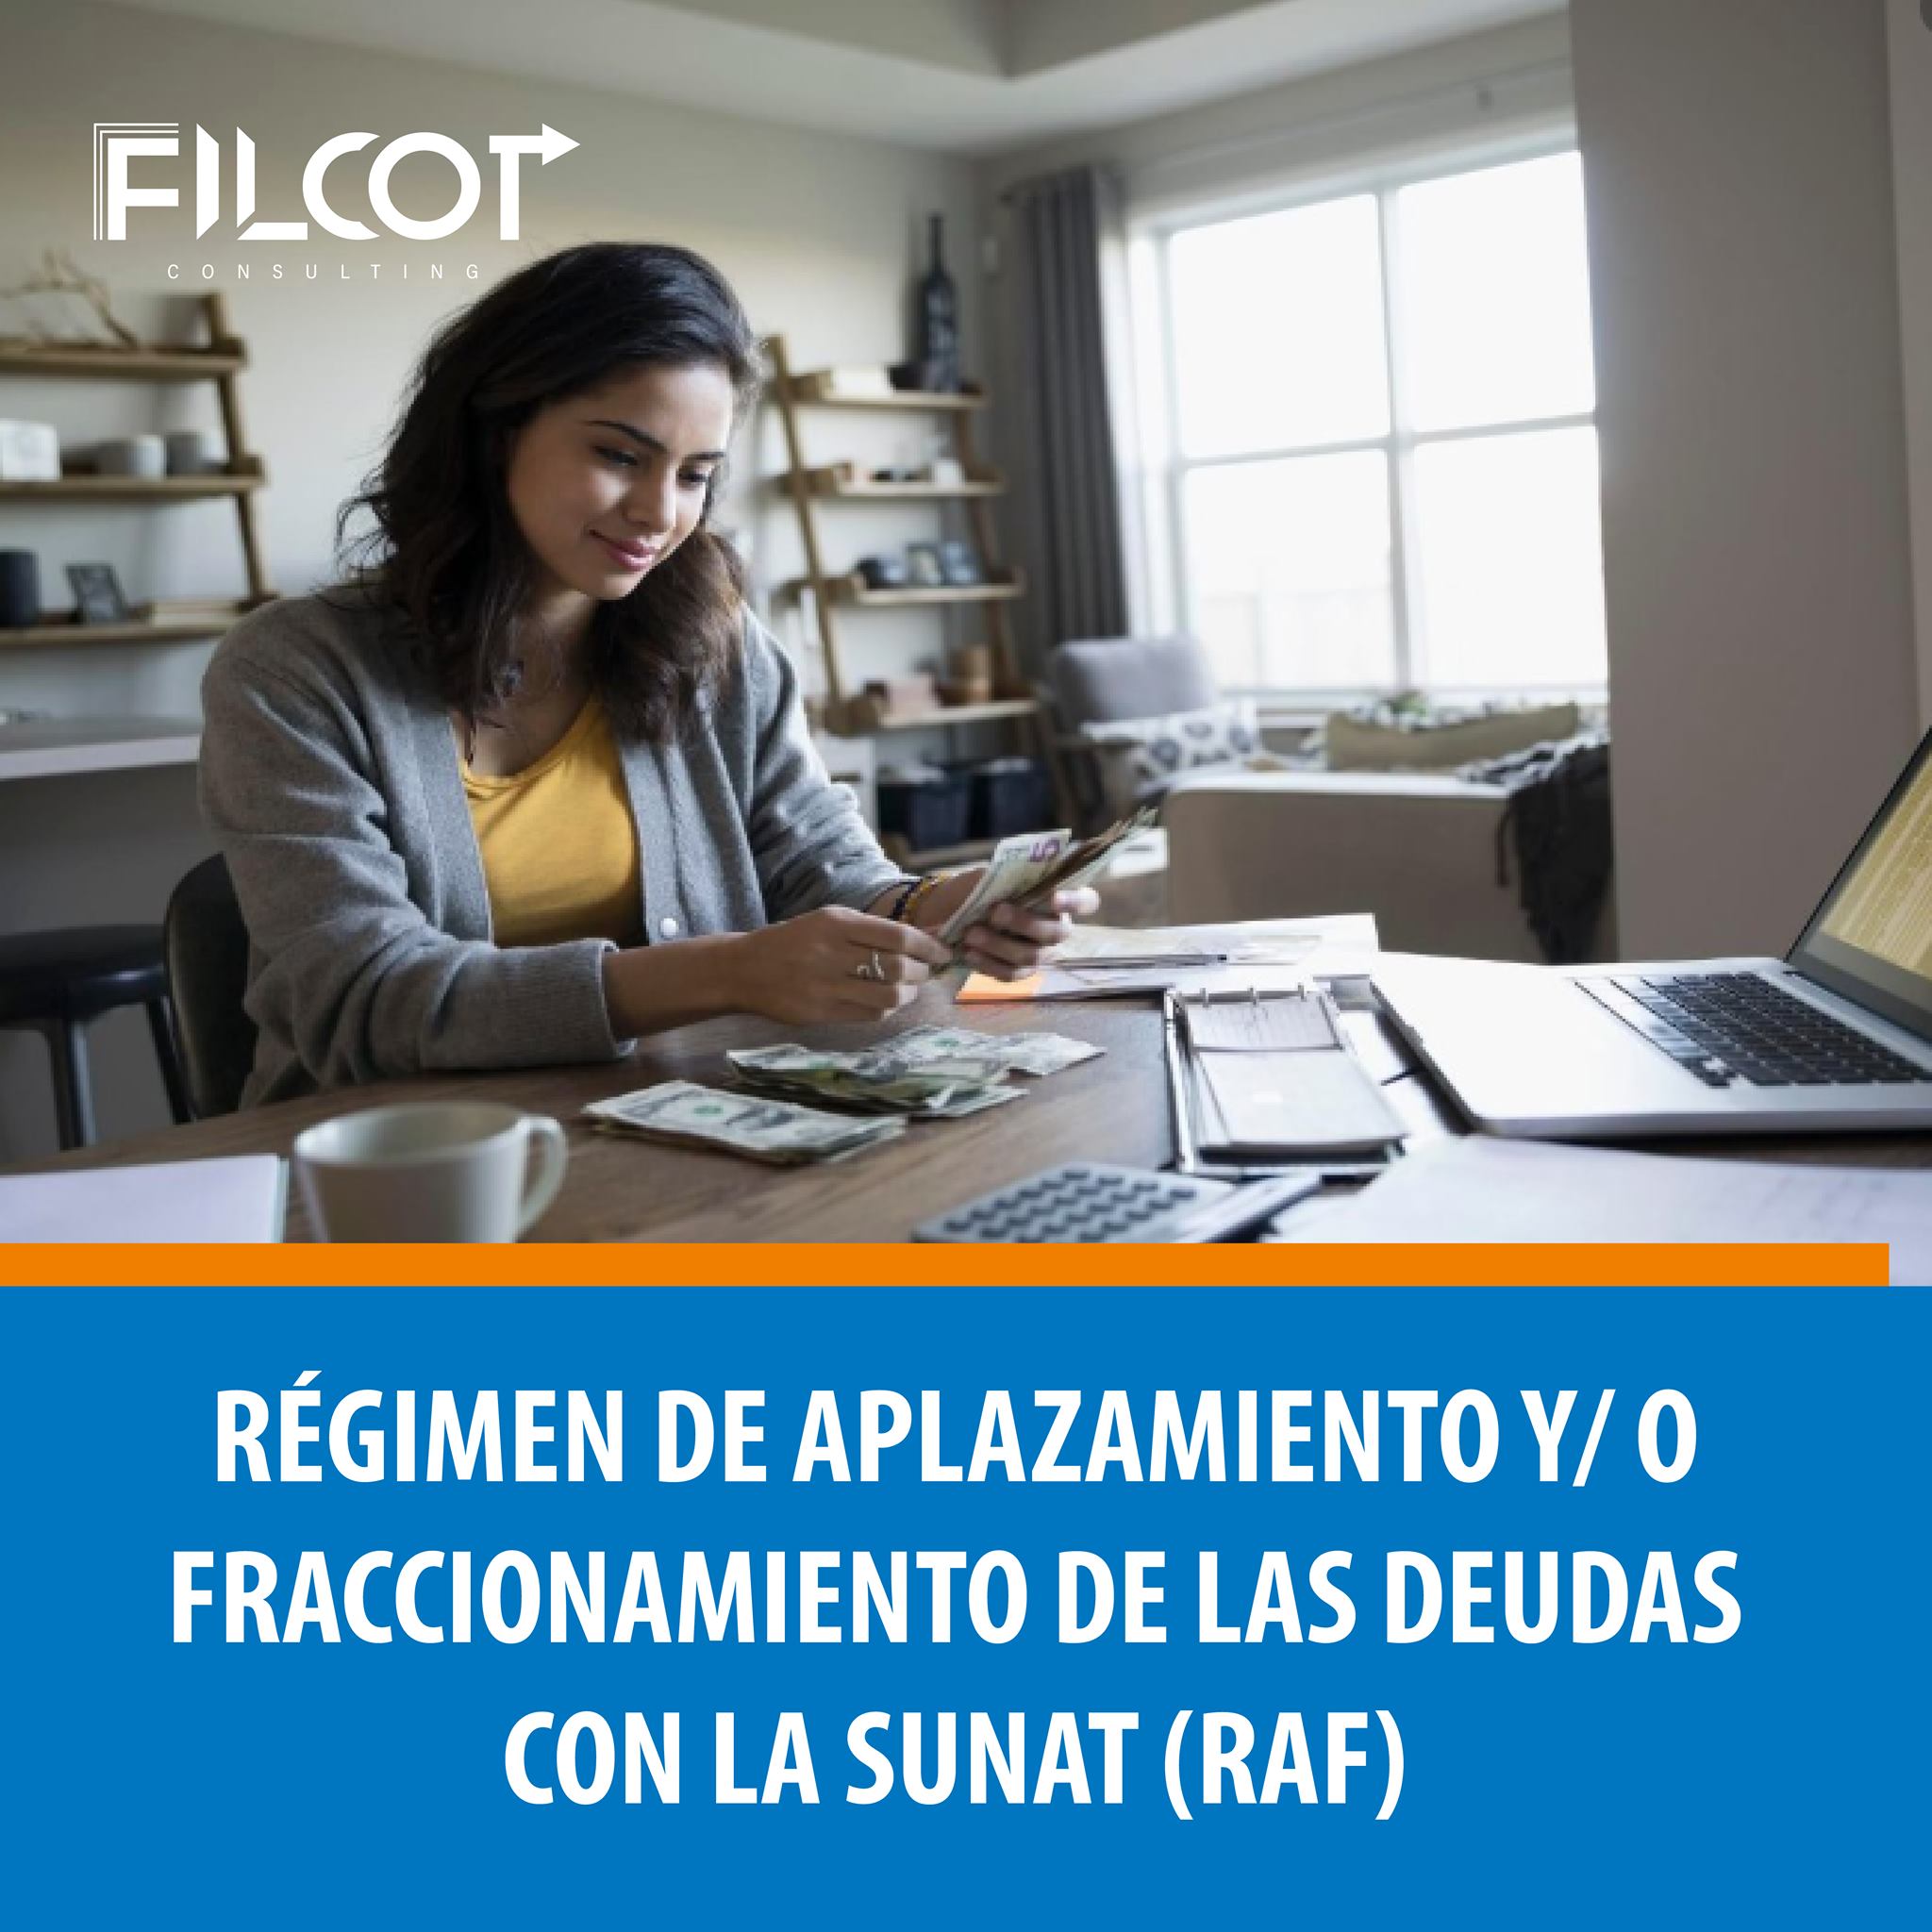 FILCOT
CONSULTING
RÉGIMEN DE APLAZAMIENTO Y/ O
FRACCIONAMIENTO DE LAS DEUDAS
CON LA SUNAT (RAF)